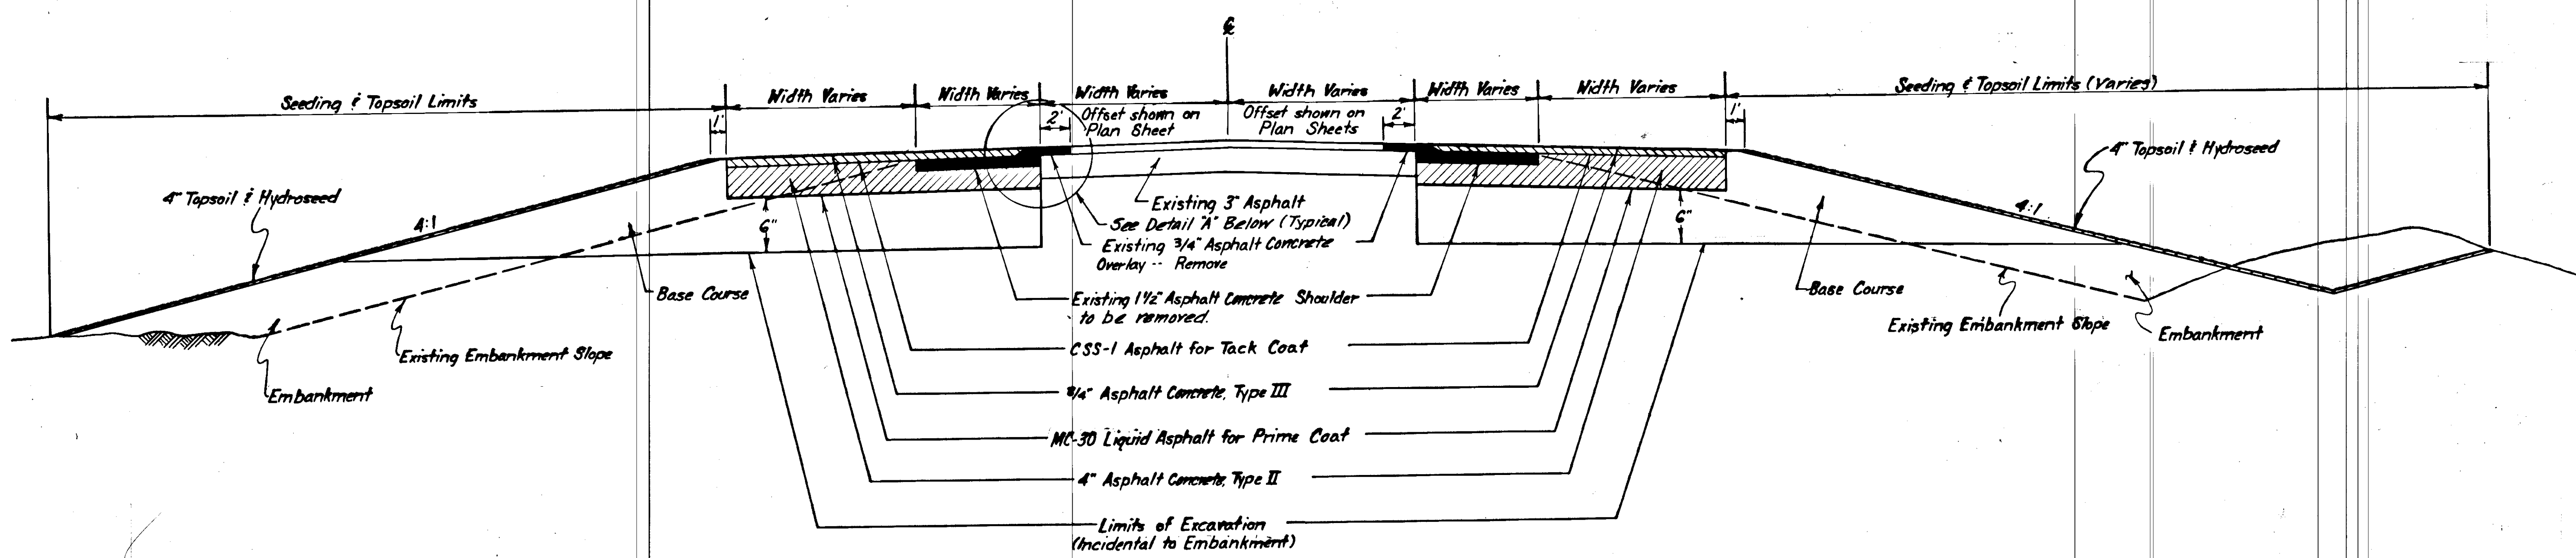 ℄
Seeding & Topsoil Limits
Width Varies
Width Varies
Width Varies
Width Varies
Width Varies
Width Varies
Seeding & Topsoil Limits (Varies)
1'
2'
Offset shown on
Plan Sheet
Offset shown on
Plan Sheets
2'
1'
4" Topsoil & Hydroseed
4:1
6"
Existing 3" Asphalt
See Detail "A" Below (Typical)
Existing 3/4" Asphalt Concrete
Overlay -- Remove
6"
4:1
4" Topsoil & Hydroseed
Base Course
Existing 1 1/2" Asphalt Concrete Shoulder
to be removed.
Base Course
Existing Embankment Slope
Embankment
CSS-1 Asphalt for Tack Coat
Existing Embankment Slope
Embankment
3/4" Asphalt Concrete, Type III
MC-30 Liquid Asphalt for Prime Coat
4" Asphalt Concrete, Type II
Limits of Excavation
(Incidental to Embankment)